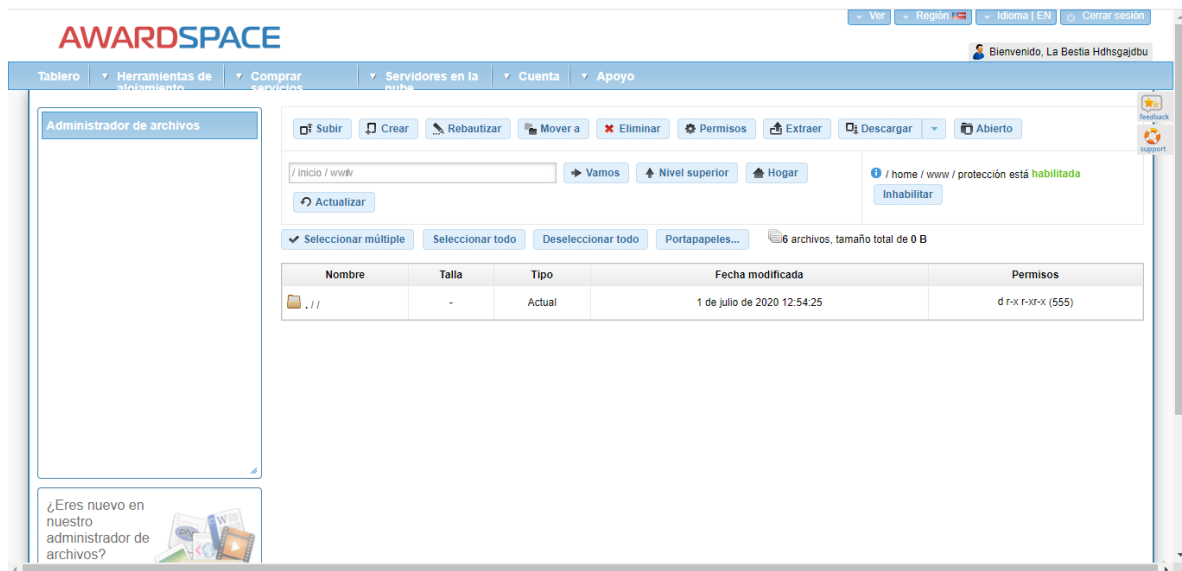 Ver Región Idioma | EN Cerrar sesión
AWARDSPACE
Bienvenido, La Bestia Hdhsgajdbu
Tablero Herramientas de alojamiento Comprar servicios Servidores en la nube Cuenta Apoyo
feedback
support
Administrador de archivos
Subir Crear Rebautizar Mover a Eliminar Permisos Extraer Descargar Abierto
/ inicio / www Vamos Nivel superior Hogar
/ home / www / protección está habilitada
Inhabilitar
Actualizar
Seleccionar múltiple Seleccionar todo Deseleccionar todo Portapapeles... 6 archivos, tamaño total de 0 B
Nombre Talla Tipo Fecha modificada Permisos
. / / - Actual 1 de julio de 2020 12:54:25 d r-x r-xr-x (555)
¿Eres nuevo en
nuestro
administrador de
archivos?